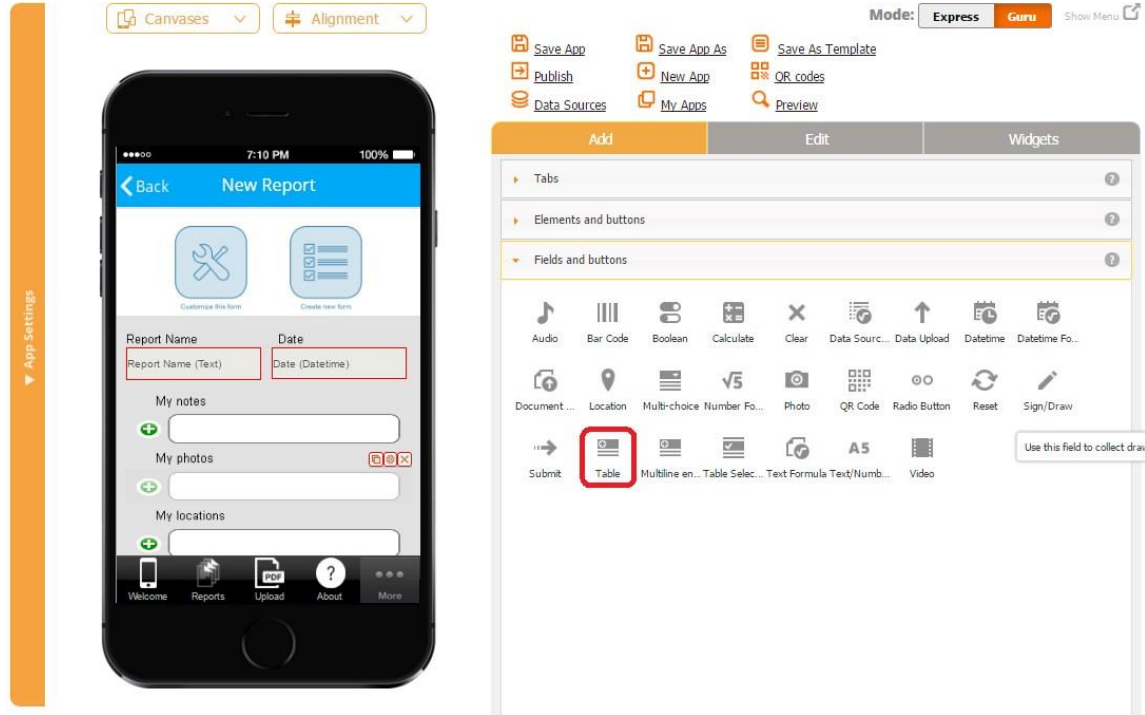 Canvases
Alignment
Mode: Express Guru Show Menu
Save App Save App As Save As Template
Publish New App QR codes
Data Sources My Apps Preview
Add Edit Widgets
Tabs
Elements and buttons
Fields and buttons
Audio Bar Code Boolean Calculate Clear Data Sourc... Data Upload Datetime Datetime Fo...
Document ... Location Multi-choice Number Fo... Photo QR Code Radio Button Reset Sign/Draw
Use this field to collect draw
Submit Table Multiline en... Table Selec... Text Formula Text/Numb... Video
App Settings
7:10 PM 100%
Back New Report
Customize this form Create new form
Report Name Date
Report Name (Text) Date (Datetime)
My notes
My photos
My locations
PDF ?
Welcome Reports Upload About More